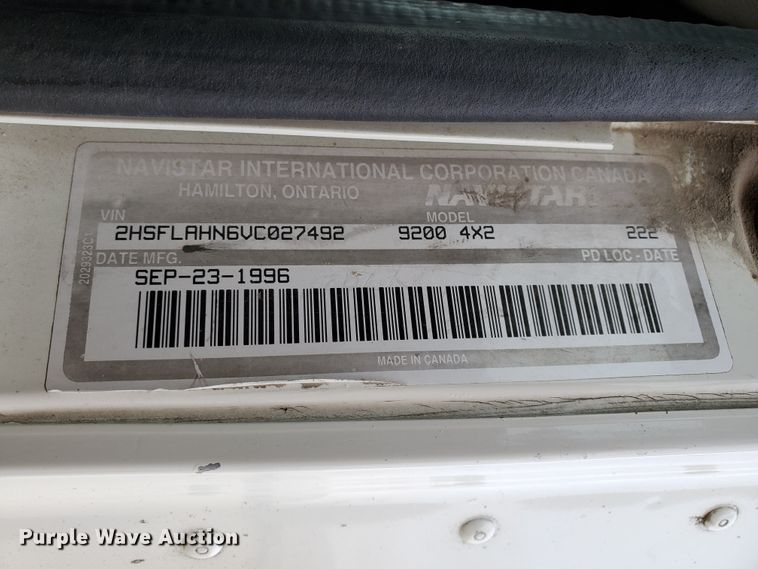 NAVISTAR INTERNATIONAL CORPORATION CANADA
HAMILTON, ONTARIO NAVISTAR
VIN MODEL
2HSFLAHN6VC027492 9200 4X2 222
DATE MFG. PD LOC - DATE
SEP-23-1996
MADE IN CANADA
2029323C1
Purple Wave Auction